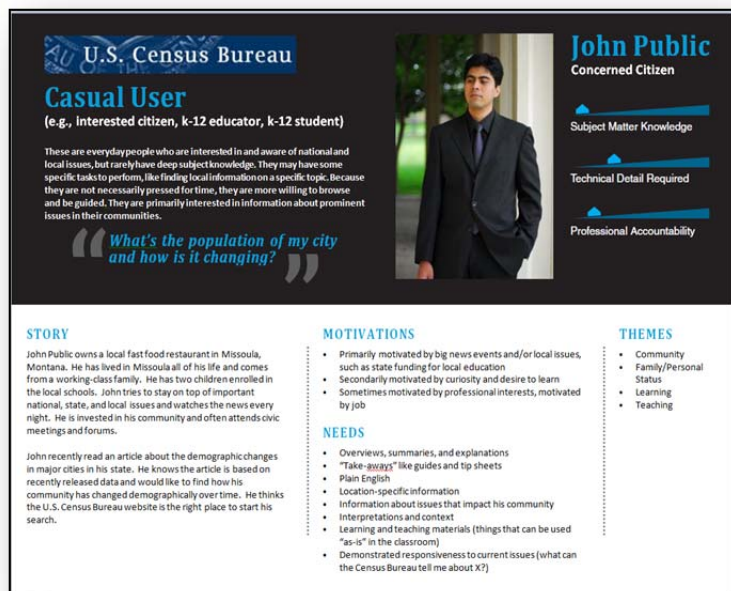 U.S. Census Bureau
Casual User
(e.g., interested citizen, k-12 educator, k-12 student)
These are everyday people who are interested in and aware of national and
local issues, but rarely have deep subject knowledge. They may have some
specific tasks to perform, like finding local information on a specific topic. Because
they are not necessarily pressed for time, they are more willing to browse
and be guided. They are primarily interested in information about prominent
issues in their communities.
“What's the population of my city
and how is it changing?”
John Public
Concerned Citizen
Subject Matter Knowledge
Technical Detail Required
Professional Accountability
STORY
John Public owns a local fast food restaurant in Missoula,
Montana. He has lived in Missoula all of his life and comes
from a working-class family. He has two children enrolled in
the local schools. John tries to stay on top of important
national, state, and local issues and watches the news every
night. He is invested in his community and often attends civic
meetings and forums.
John recently read an article about the demographic changes
in major cities in his state. He knows the article is based on
recently released data and would like to find how his
community has changed demographically over time. He thinks
the U.S. Census Bureau website is the right place to start his
search.
MOTIVATIONS
• Primarily motivated by big news events and/or local issues,
such as state funding for local education
• Secondarily motivated by curiosity and desire to learn
• Sometimes motivated by professional interests, motivated
by job
NEEDS
• Overviews, summaries, and explanations
• "Take-aways" like guides and tip sheets
• Plain English
• Location-specific information
• Information about issues that impact his community
• Interpretations and context
• Learning and teaching materials (things that can be used
"as-is" in the classroom)
• Demonstrated responsiveness to current issues (what can
the Census Bureau tell me about X?)
THEMES
• Community
• Family/Personal
Status
• Learning
• Teaching